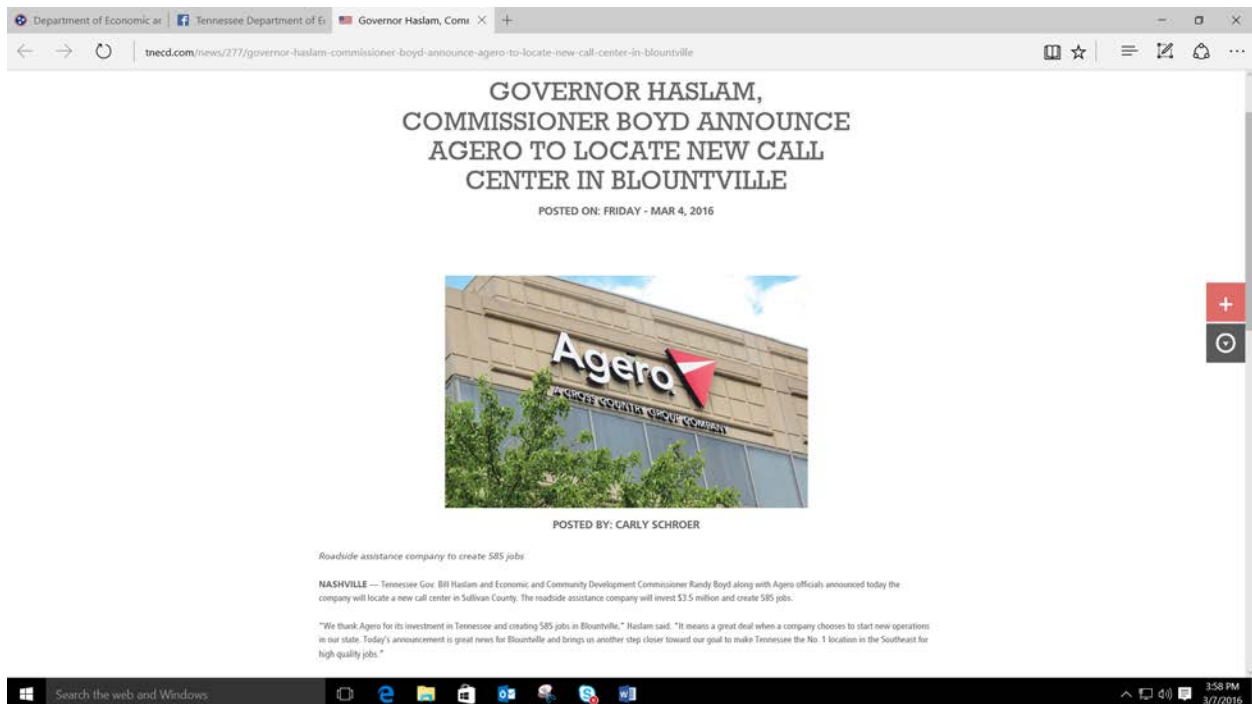 Department of Economic ar
Tennessee Department of E
Governor Haslam, Comm
tnecd.com/news/277/governor-haslam-commissioner-boyd-announce-agero-to-locate-new-call-center-in-blountville
GOVERNOR HASLAM,
COMMISSIONER BOYD ANNOUNCE
AGERO TO LOCATE NEW CALL
CENTER IN BLOUNTVILLE
POSTED ON: FRIDAY - MAR 4, 2016
Agero
A CROSS COUNTRY GROUP COMPANY
POSTED BY: CARLY SCHROER
Roadside assistance company to create 585 jobs
NASHVILLE — Tennessee Gov. Bill Haslam and Economic and Community Development Commissioner Randy Boyd along with Agero officials announced today the
company will locate a new call center in Sullivan County. The roadside assistance company will invest $3.5 million and create 585 jobs.
"We thank Agero for its investment in Tennessee and creating 585 jobs in Blountville," Haslam said. "It means a great deal when a company chooses to start new operations
in our state. Today's announcement is great news for Blountville and brings us another step closer toward our goal to make Tennessee the No. 1 location in the Southeast for
high quality jobs."
Search the web and Windows
3:58 PM
3/7/2016